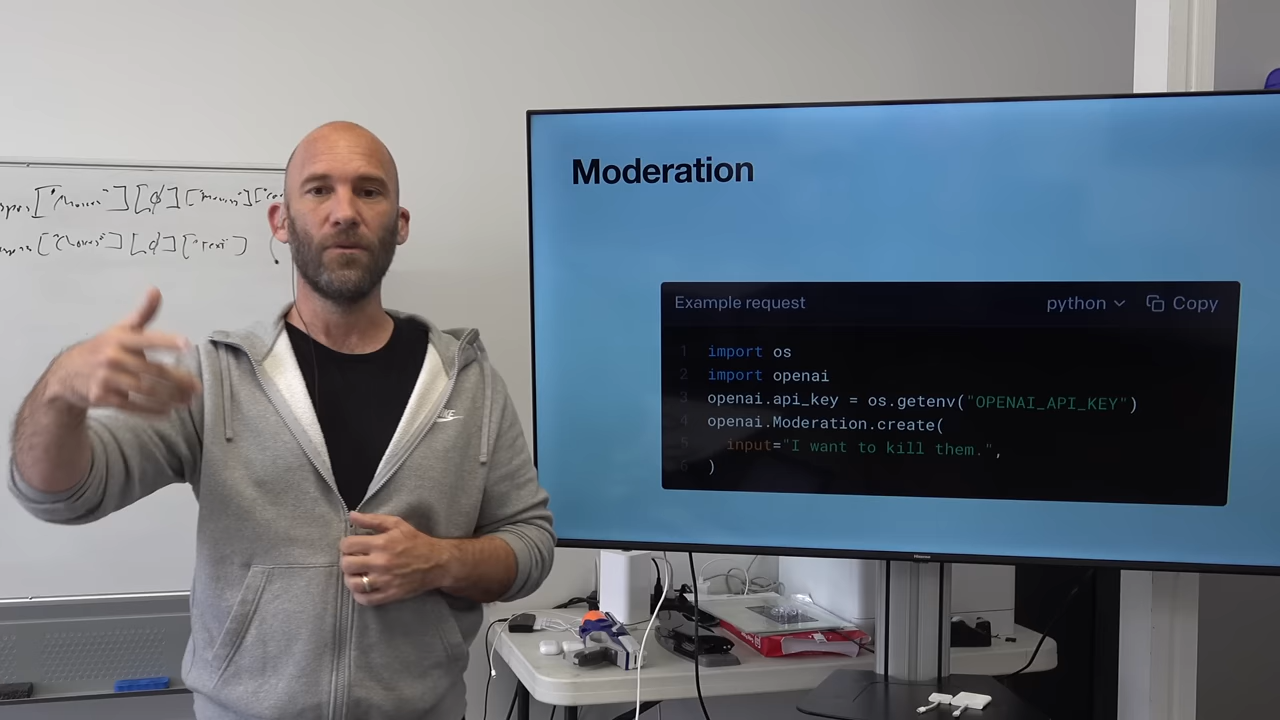 Moderation
Example request
python
Copy
1 import os
2 import openai
3 openai.api_key = os.getenv("OPENAI_API_KEY")
4 openai.Moderation.create(
5 input="I want to kill them.",
6 )
Hisense